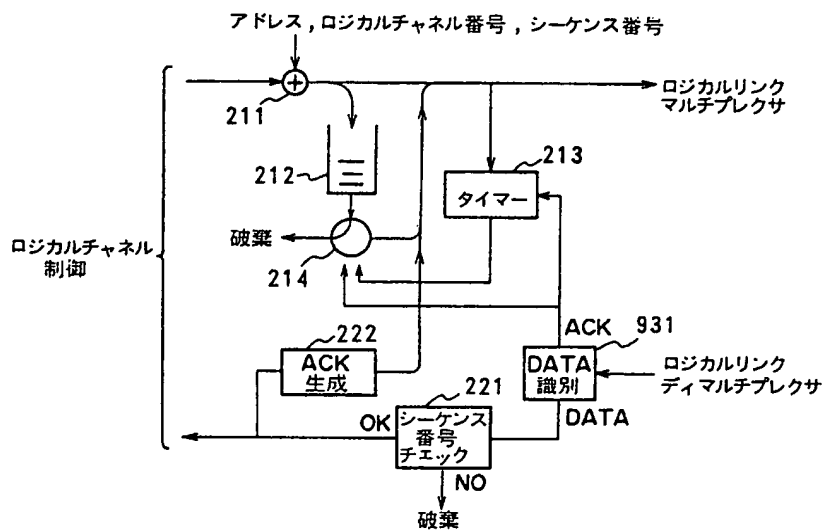 アドレス,ロジカルチャネル番号,シーケンス番号
ロジカルリンク
マルチプレクサ
211
213
212
タイマー
破棄
214
ロジカルチャネル
制御
ACK
931
222
ACK
生成
DATA
識別
ロジカルリンク
ディマルチプレクサ
221
DATA
OK
シーケンス
番号
チェック
NO
破棄